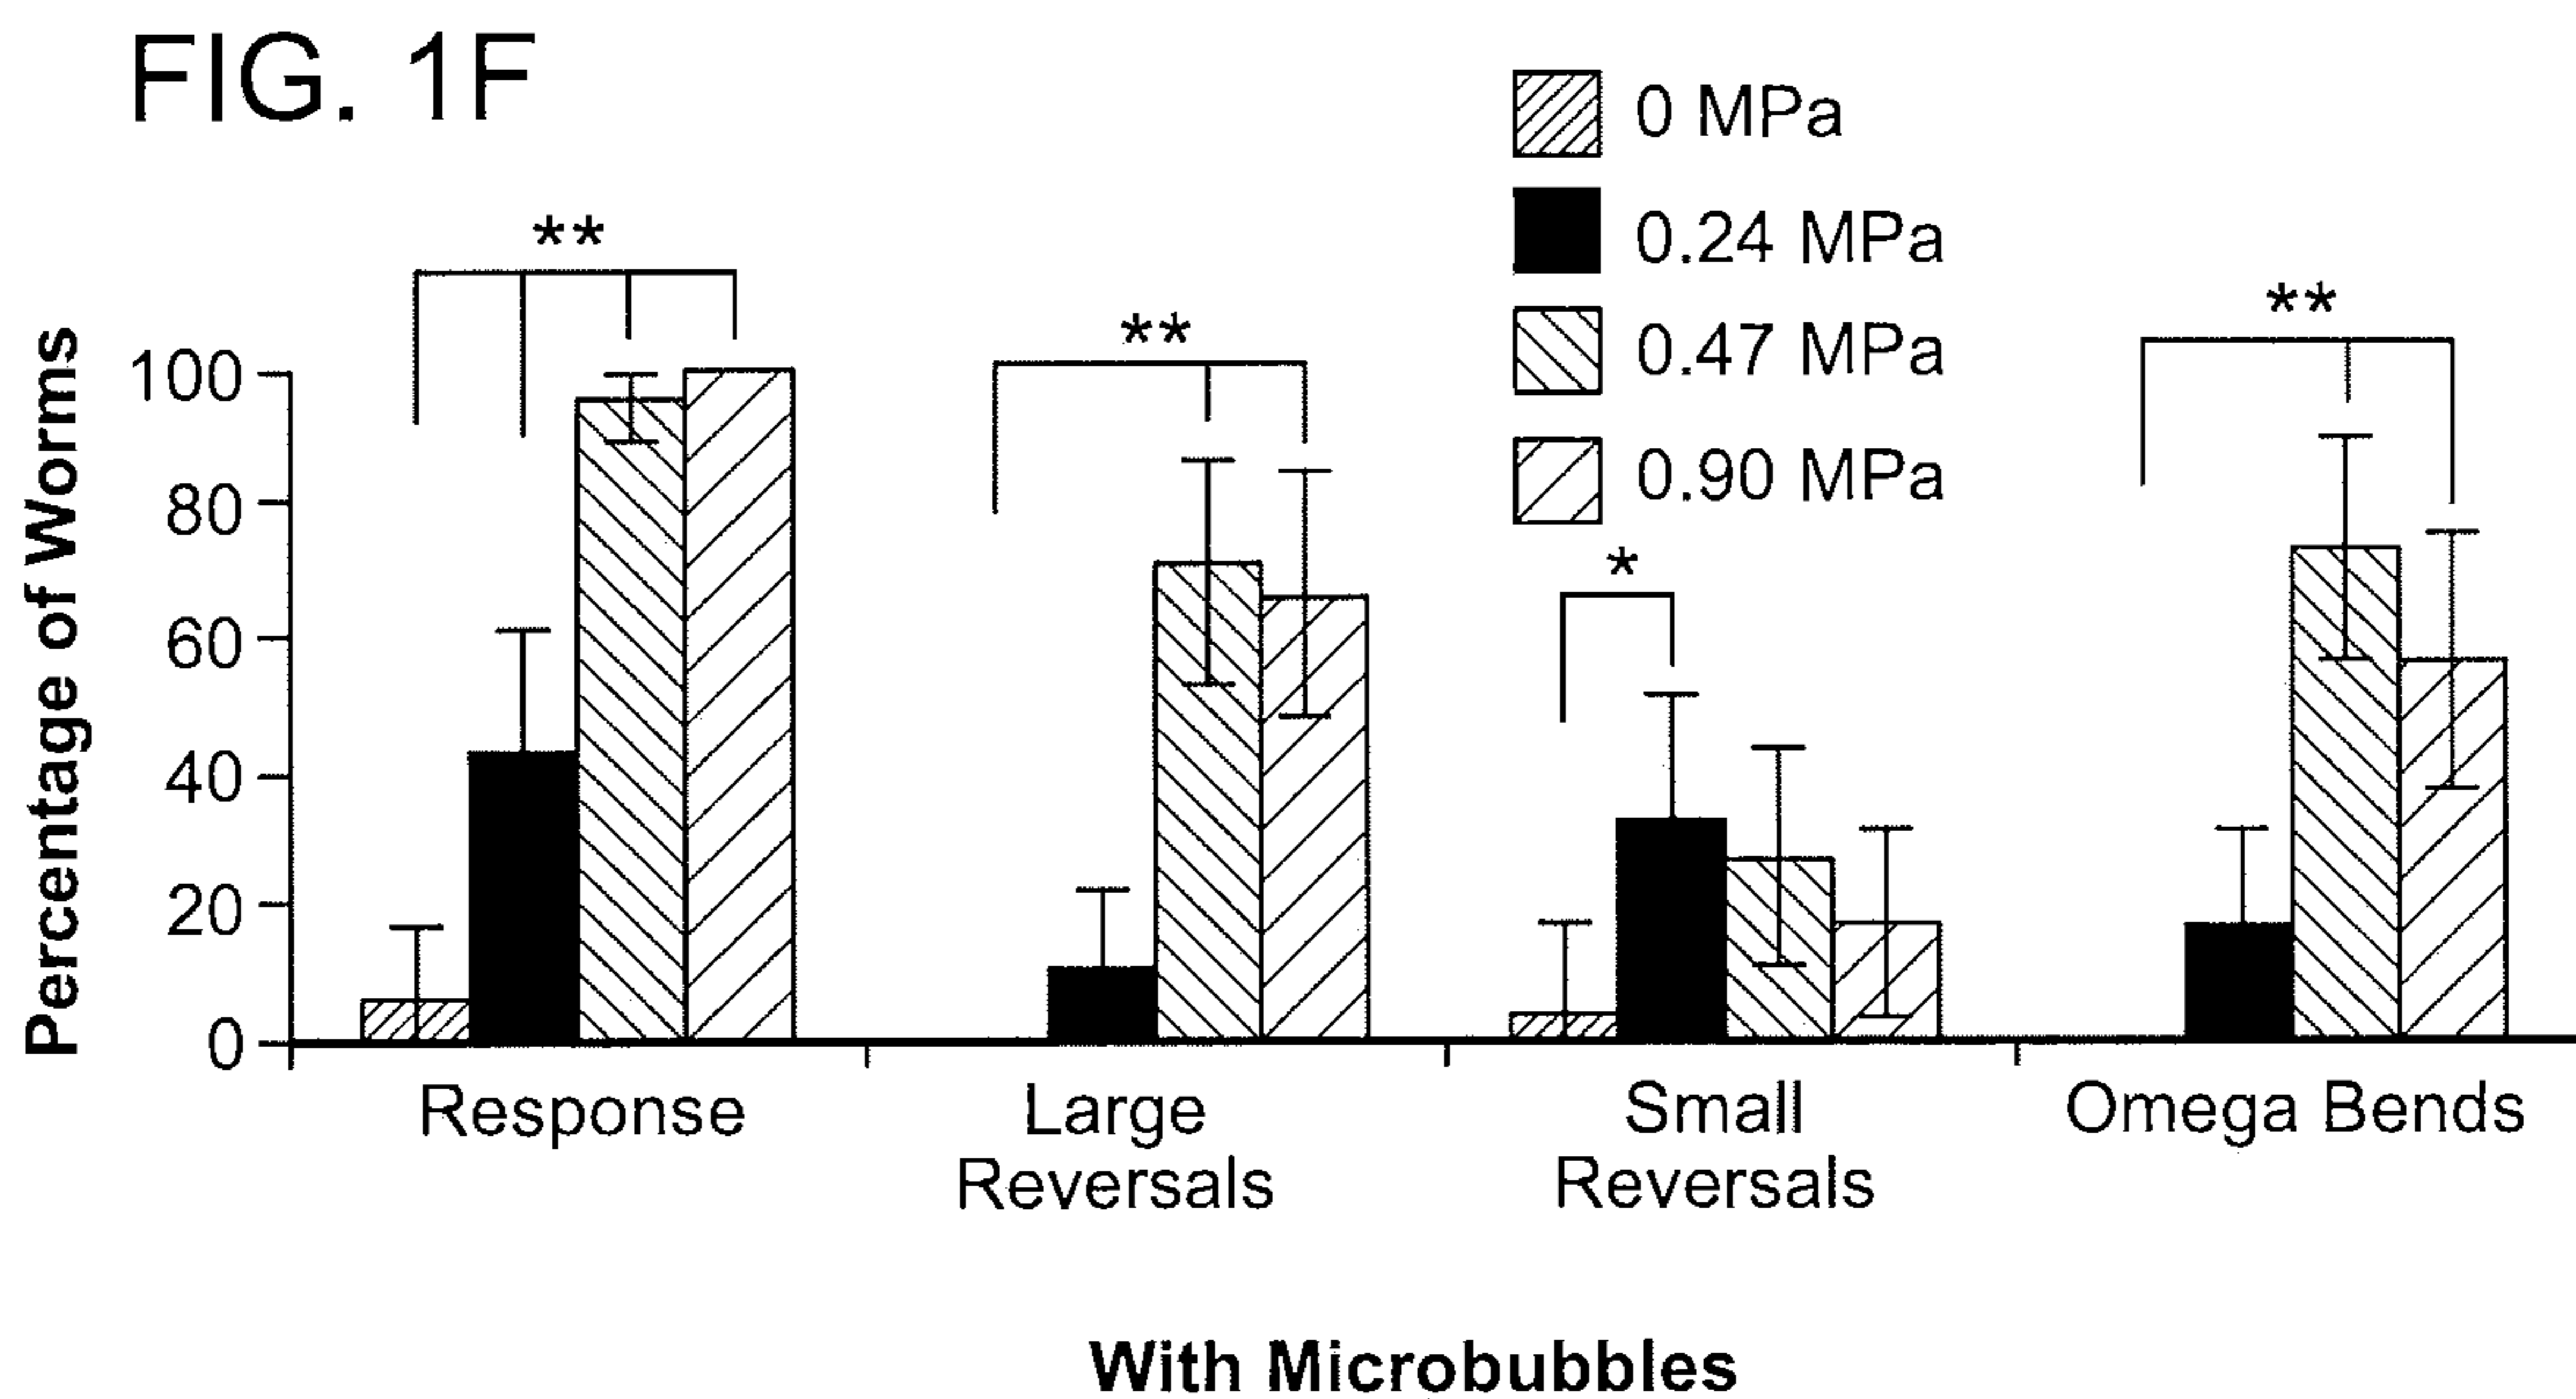 FIG. 1F
0 MPa
0.24 MPa
0.47 MPa
0.90 MPa
**
**
*
**
Percentage of Worms
100
80
60
40
20
0
Response
Large
Reversals
Small
Reversals
Omega Bends
With Microbubbles